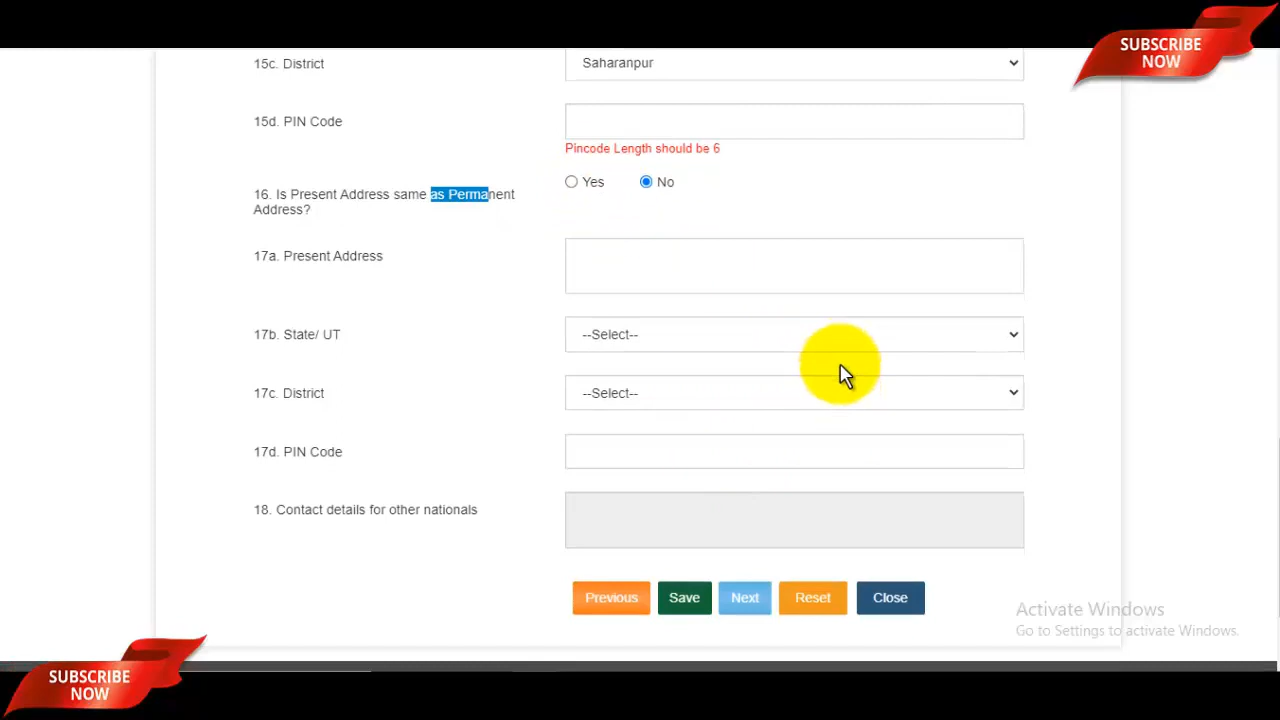 SUBSCRIBE
NOW
15c. District
Saharanpur
15d. PIN Code
Pincode Length should be 6
16. Is Present Address same as Permanent
Address?
Yes
No
17a. Present Address
17b. State/ UT
--Select--
17c. District
--Select--
17d. PIN Code
18. Contact details for other nationals
Previous
Save
Next
Reset
Close
Activate Windows
Go to Settings to activate Windows.
SUBSCRIBE
NOW